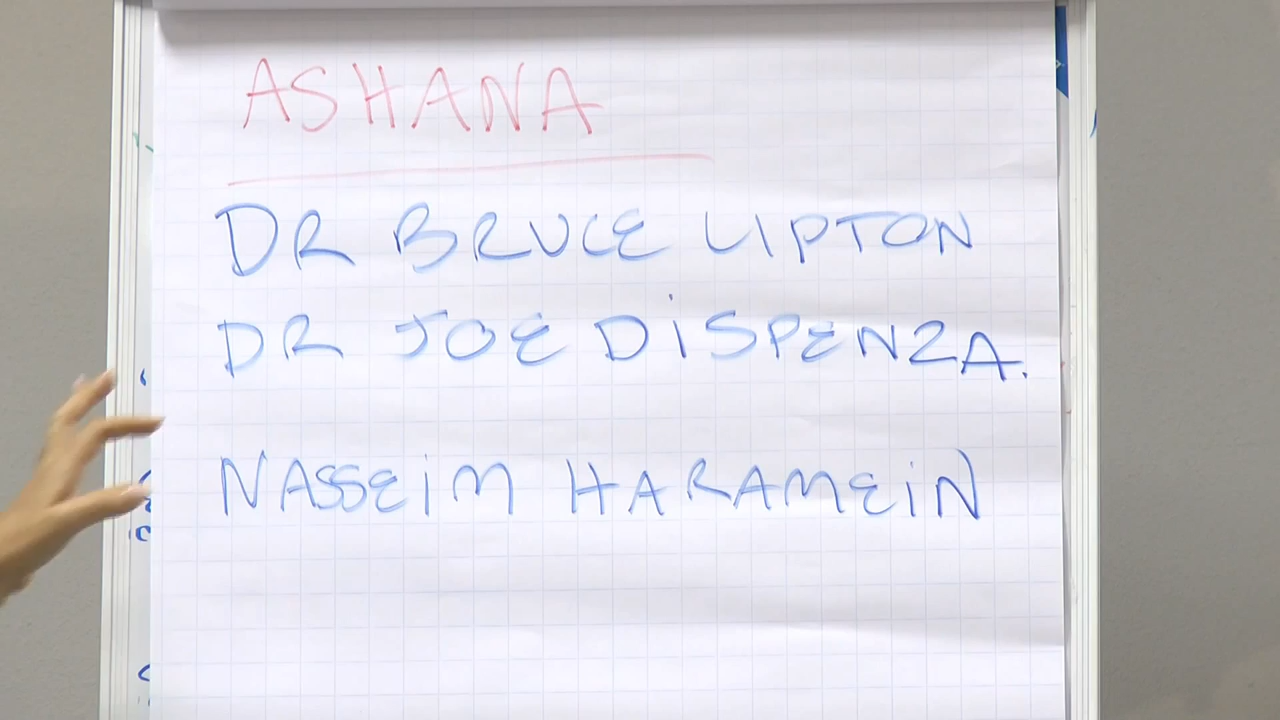 ASHANA
DR BRUCE LIPTON
DR JOE DISPENZA.
NASSEIM HARAMEIN